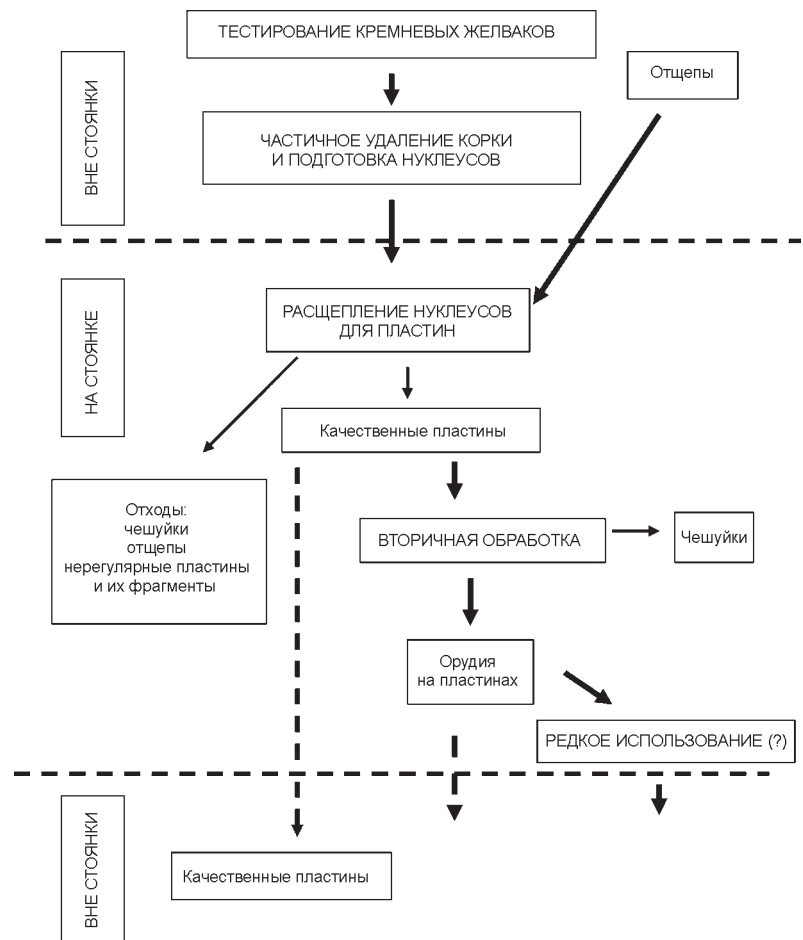 ТЕСТИРОВАНИЕ КРЕМНЕВЫХ ЖЕЛВАКОВ
Отщепы
ВНЕ СТОЯНКИ
ЧАСТИЧНОЕ УДАЛЕНИЕ КОРКИ
И ПОДГОТОВКА НУКЛЕУСОВ
НА СТОЯНКЕ
РАСЩЕПЛЕНИЕ НУКЛЕУСОВ
ДЛЯ ПЛАСТИН
Качественные пластины
Отходы:
чешуйки
отщепы
нерегулярные пластины
и их фрагменты
ВТОРИЧНАЯ ОБРАБОТКА
Чешуйки
Орудия
на пластинах
РЕДКОЕ ИСПОЛЬЗОВАНИЕ (?)
ВНЕ СТОЯНКИ
Качественные пластины